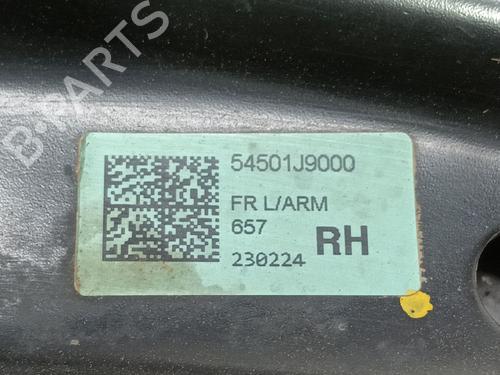 B-PARTS
54501J9000
FR L/ARM
657
RH
230224